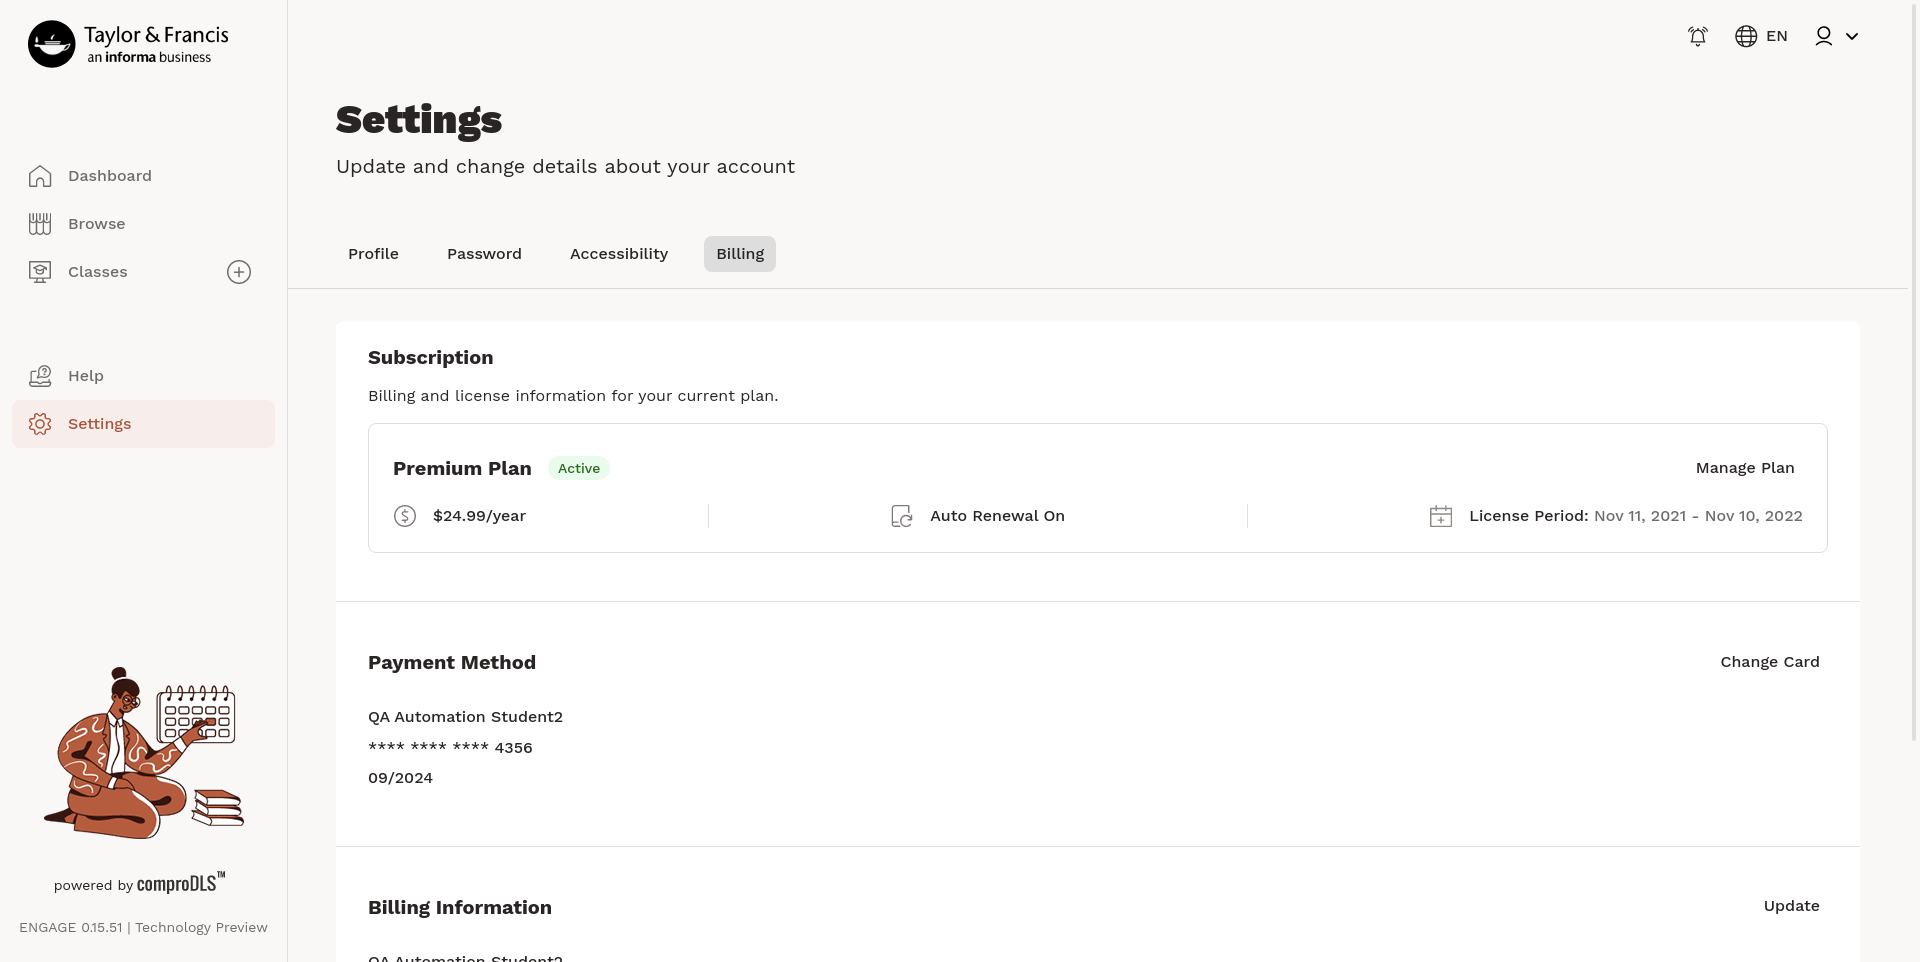 Taylor & Francis
an informa business
EN
Settings
Update and change details about your account
Dashboard
Browse
Classes
Help
Settings
Profile
Password
Accessibility
Billing
Subscription
Billing and license information for your current plan.
Premium Plan
Active
Manage Plan
$24.99/year
Auto Renewal On
License Period: Nov 11, 2021 - Nov 10, 2022
Payment Method
Change Card
QA Automation Student2
**** **** **** 4356
09/2024
Billing Information
Update
QA Automation Student2
powered by comproDLS™
ENGAGE 0.15.51 | Technology Preview